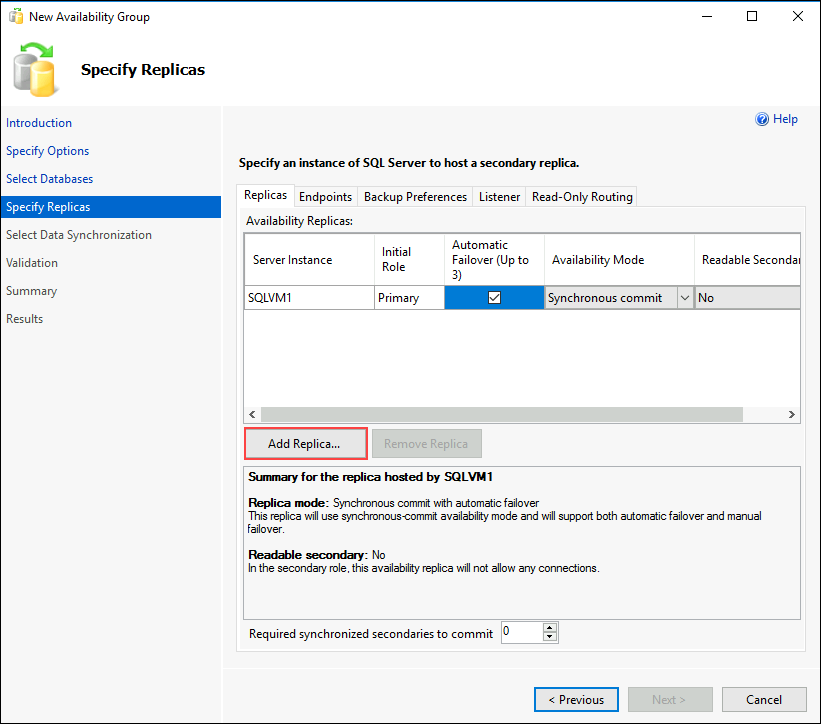 New Availability Group
Specify Replicas
Introduction
Specify Options
Select Databases
Specify Replicas
Select Data Synchronization
Validation
Summary
Results
Help
Specify an instance of SQL Server to host a secondary replica.
Replicas Endpoints Backup Preferences Listener Read-Only Routing
Availability Replicas:
Server Instance
Initial
Role
Automatic
Failover (Up to
3)
Availability Mode
Readable Secondar
SQLVM1 Primary Synchronous commit No
Add Replica... Remove Replica
Summary for the replica hosted by SQLVM1
Replica mode: Synchronous commit with automatic failover
This replica will use synchronous-commit availability mode and will support both automatic failover and manual
failover.
Readable secondary: No
In the secondary role, this availability replica will not allow any connections.
Required synchronized secondaries to commit 0
< Previous Next > Cancel